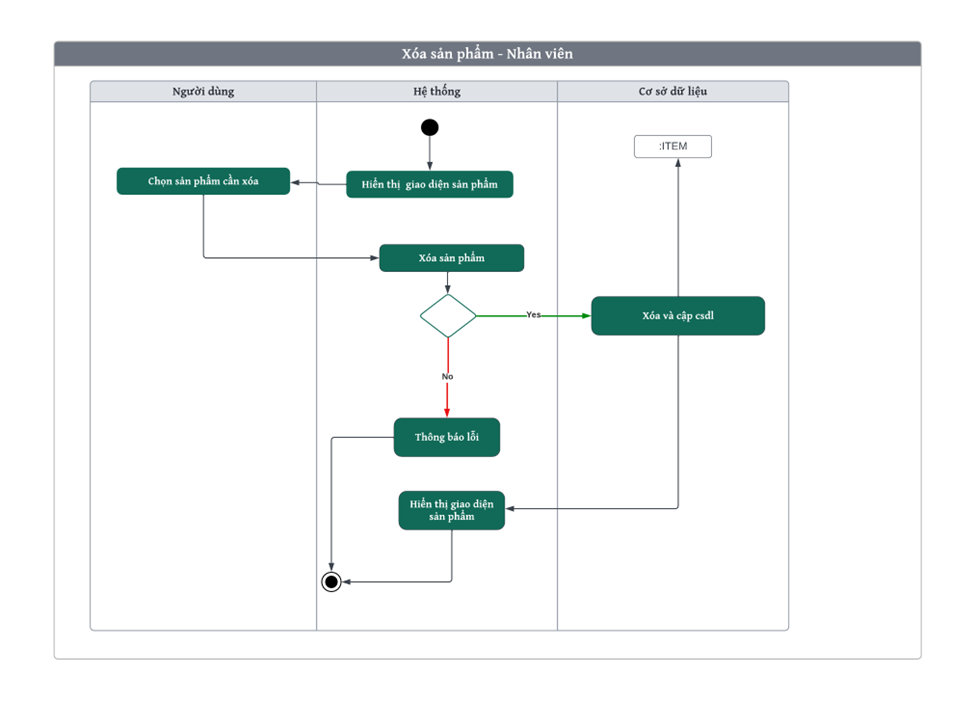 Xóa sản phẩm - Nhân viên
Người dùng
Hệ thống
Cơ sở dữ liệu
:ITEM
Chọn sản phẩm cần xóa
Hiển thị giao diện sản phẩm
Xóa sản phẩm
Yes
Xóa và cập csdl
No
Thông báo lỗi
Hiển thị giao diện
sản phẩm